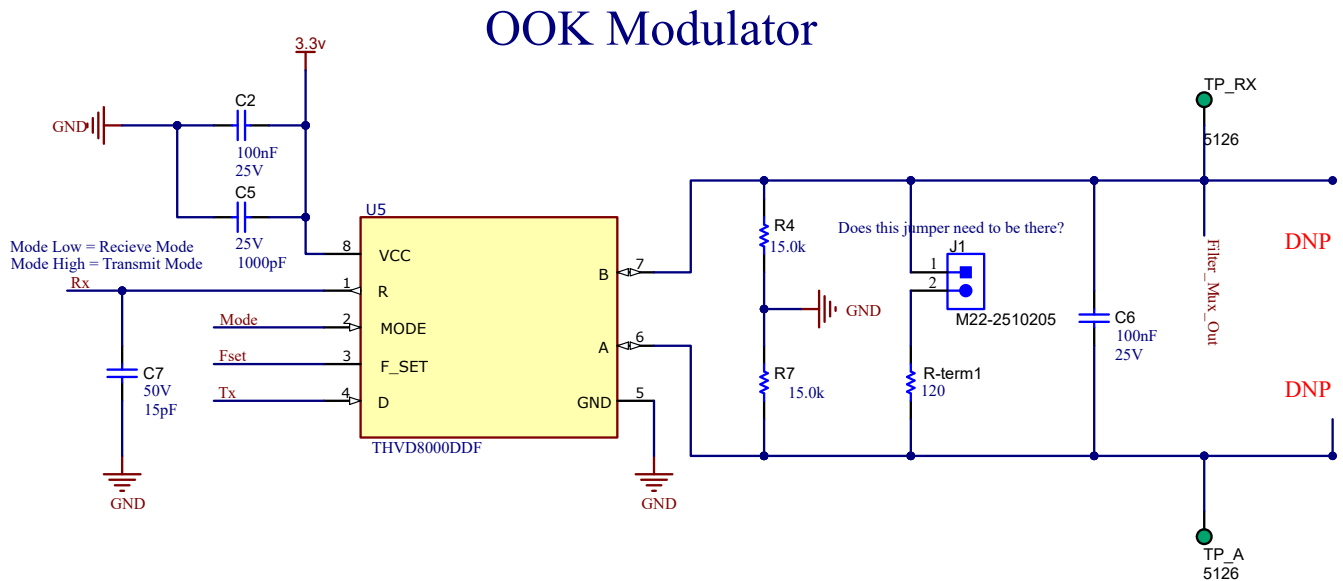 OOK Modulator
3.3v
TP_RX
5126
C2
GND
100nF
25V
C5
25V
1000pF
U5
Mode Low = Recieve Mode
Mode High = Transmit Mode
Rx
Mode
Fset
Tx
8
1
2
3
4
VCC
R
MODE
F_SET
D
B
A
GND
7
6
5
THVD8000DDF
C7
50V
15pF
GND
GND
R4
15.0k
GND
R7
15.0k
Does this jumper need to be there?
J1
1
2
M22-2510205
R-term1
120
C6
100nF
25V
Filter_Mux_Out
DNP
DNP
TP_A
5126